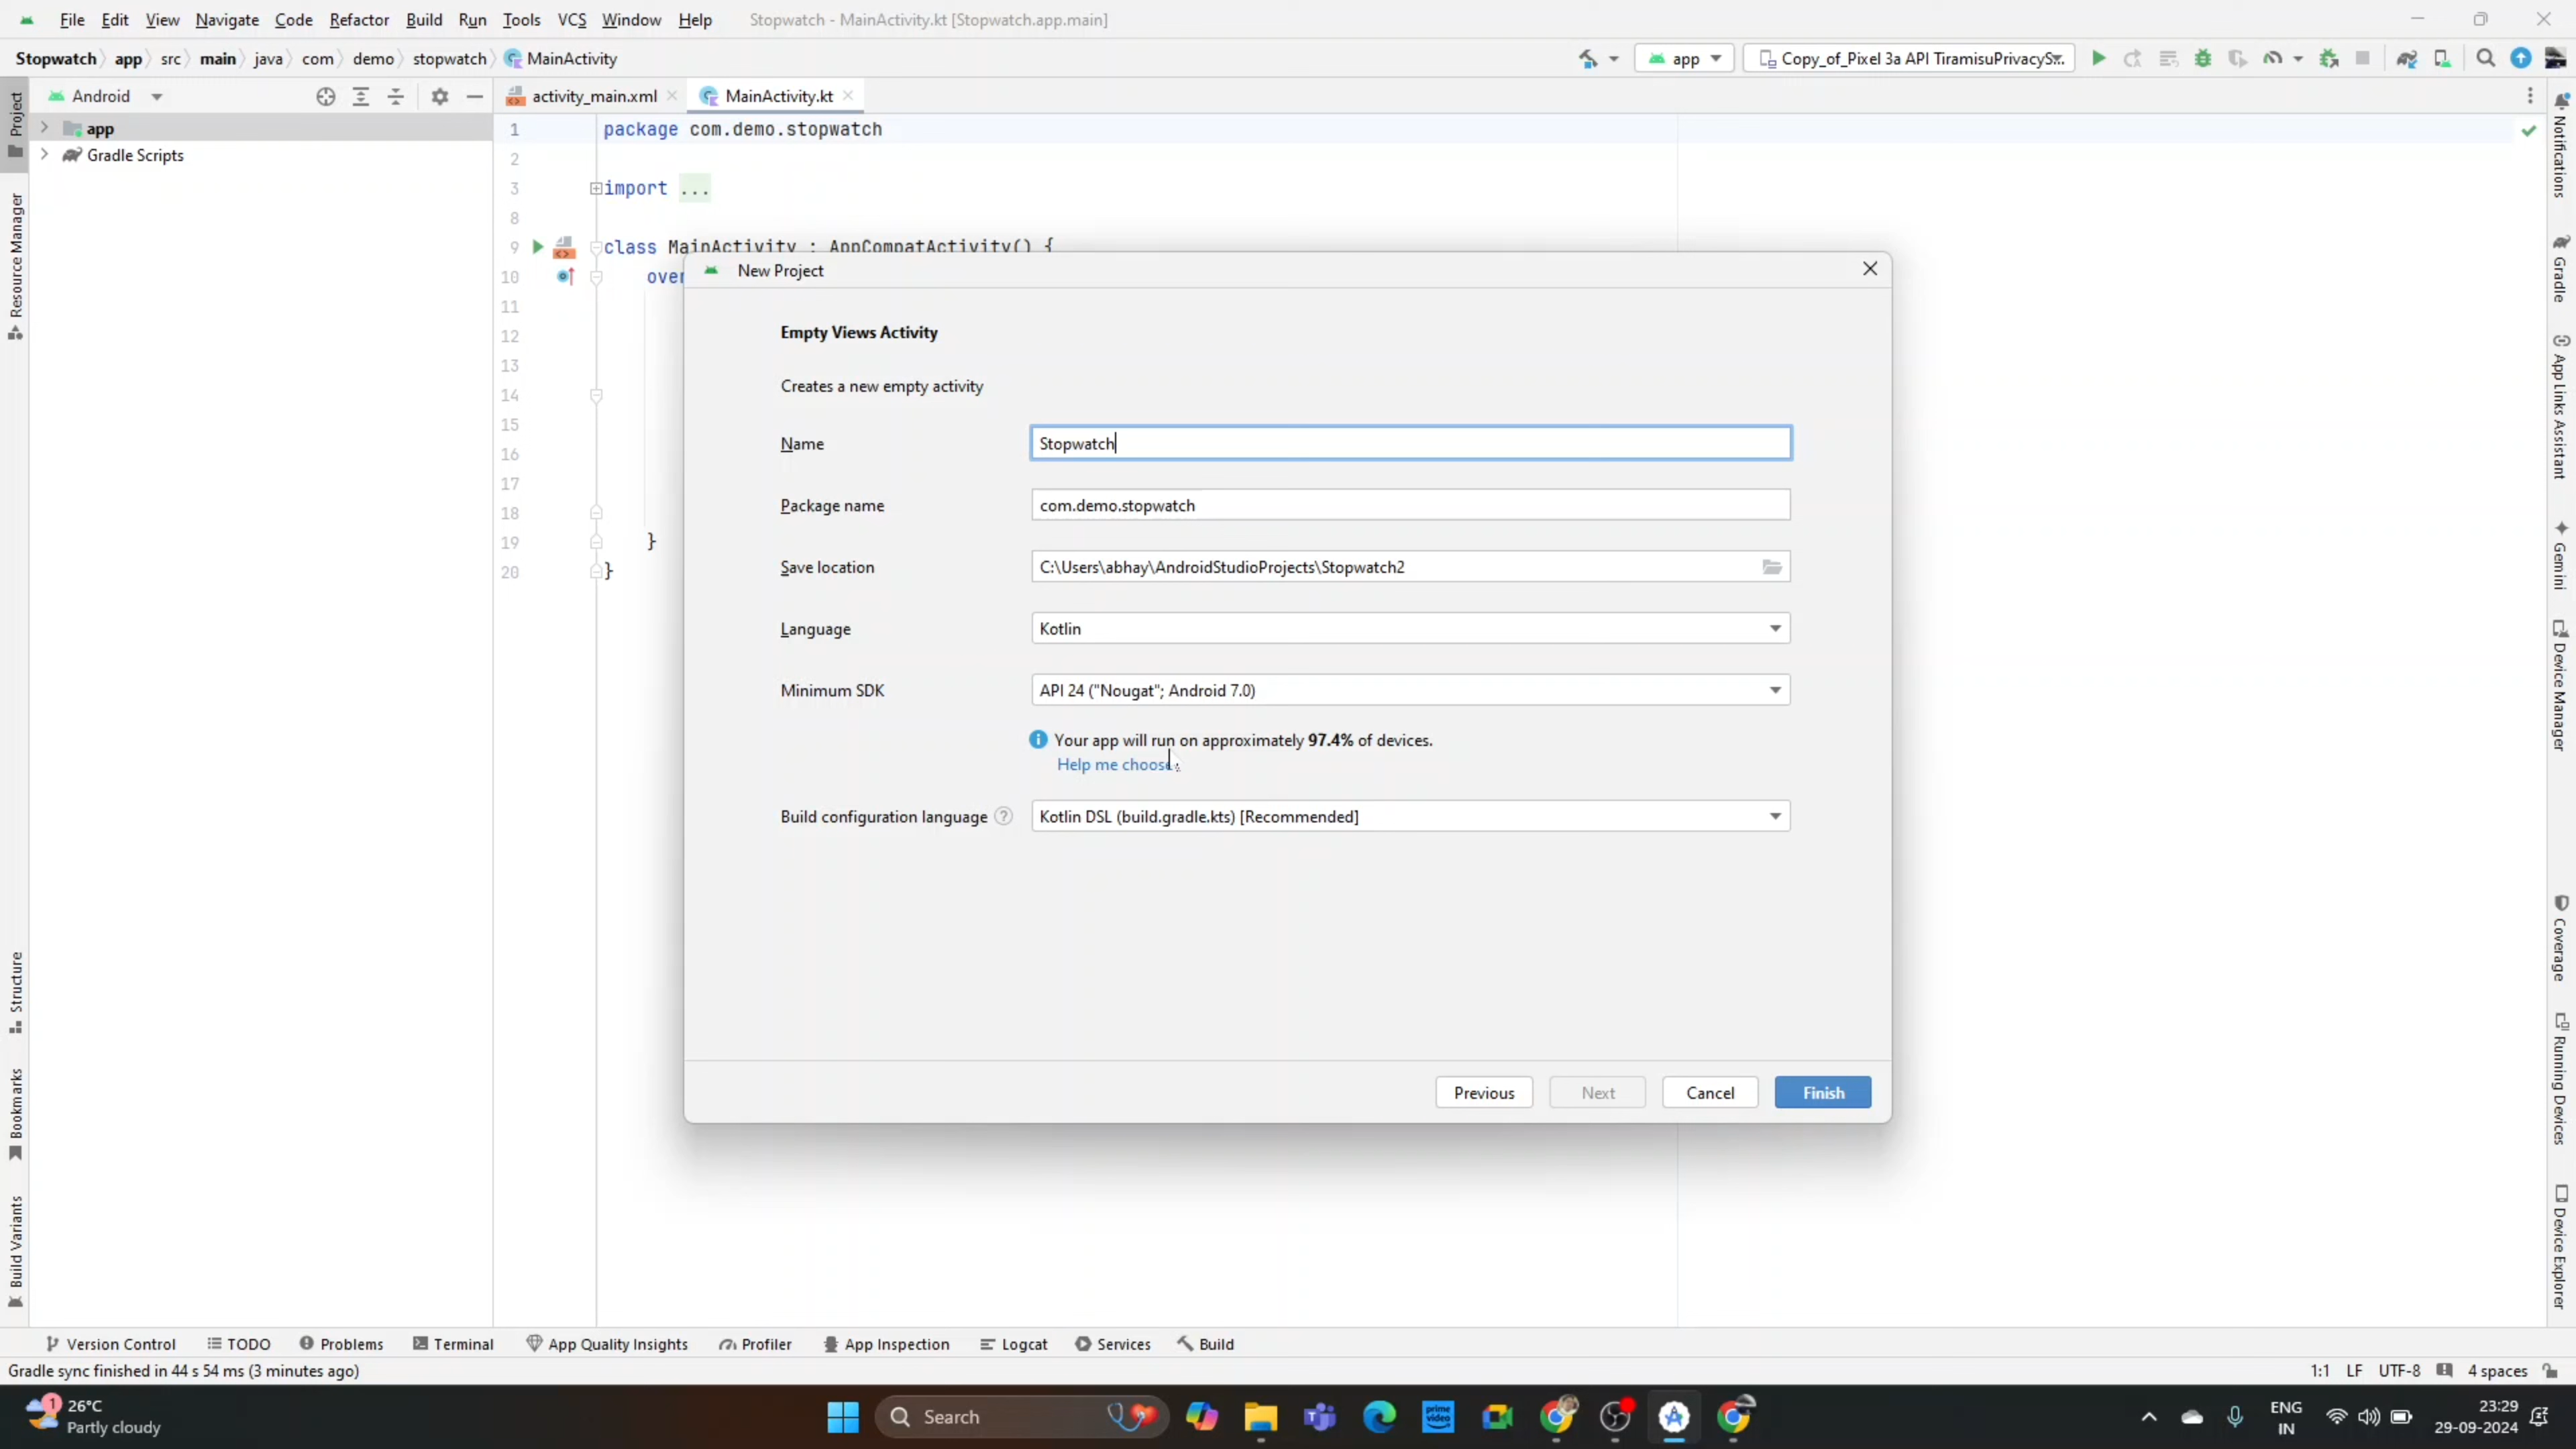 File Edit View Navigate Code Refactor Build Run Tools VCS Window Help Stopwatch - MainActivity.kt [Stopwatch.app.main]
Stopwatch app src main java com demo stopwatch MainActivity app Copy_of_Pixel 3a API TiramisuPrivacyS...
Android activity_main.xml MainActivity.kt
app
Gradle Scripts
1 package com.demo.stopwatch
2
3 import ...
8
9 class MainActivity : AppCompatActivity() {
10 over
11
12
13
14
15
16
17
18
19 }
20 }
New Project
Empty Views Activity
Creates a new empty activity
Name Stopwatch
Package name com.demo.stopwatch
Save location C:\Users\abhay\AndroidStudioProjects\Stopwatch2
Language Kotlin
Minimum SDK API 24 ("Nougat"; Android 7.0)
Your app will run on approximately 97.4% of devices.
Help me choose
Build configuration language ? Kotlin DSL (build.gradle.kts) [Recommended]
Previous Next Cancel Finish
Project
Resource Manager
Structure
Bookmarks
Build Variants
Notifications
Gradle
App Links Assistant
Gemini
Device Manager
Coverage
Running Devices
Device Explorer
Version Control TODO Problems Terminal App Quality Insights Profiler App Inspection Logcat Services Build
Gradle sync finished in 44 s 54 ms (3 minutes ago) 1:1 LF UTF-8 4 spaces
1 26°C
Partly cloudy
Search
prime video
ENG
IN
23:29
29-09-2024